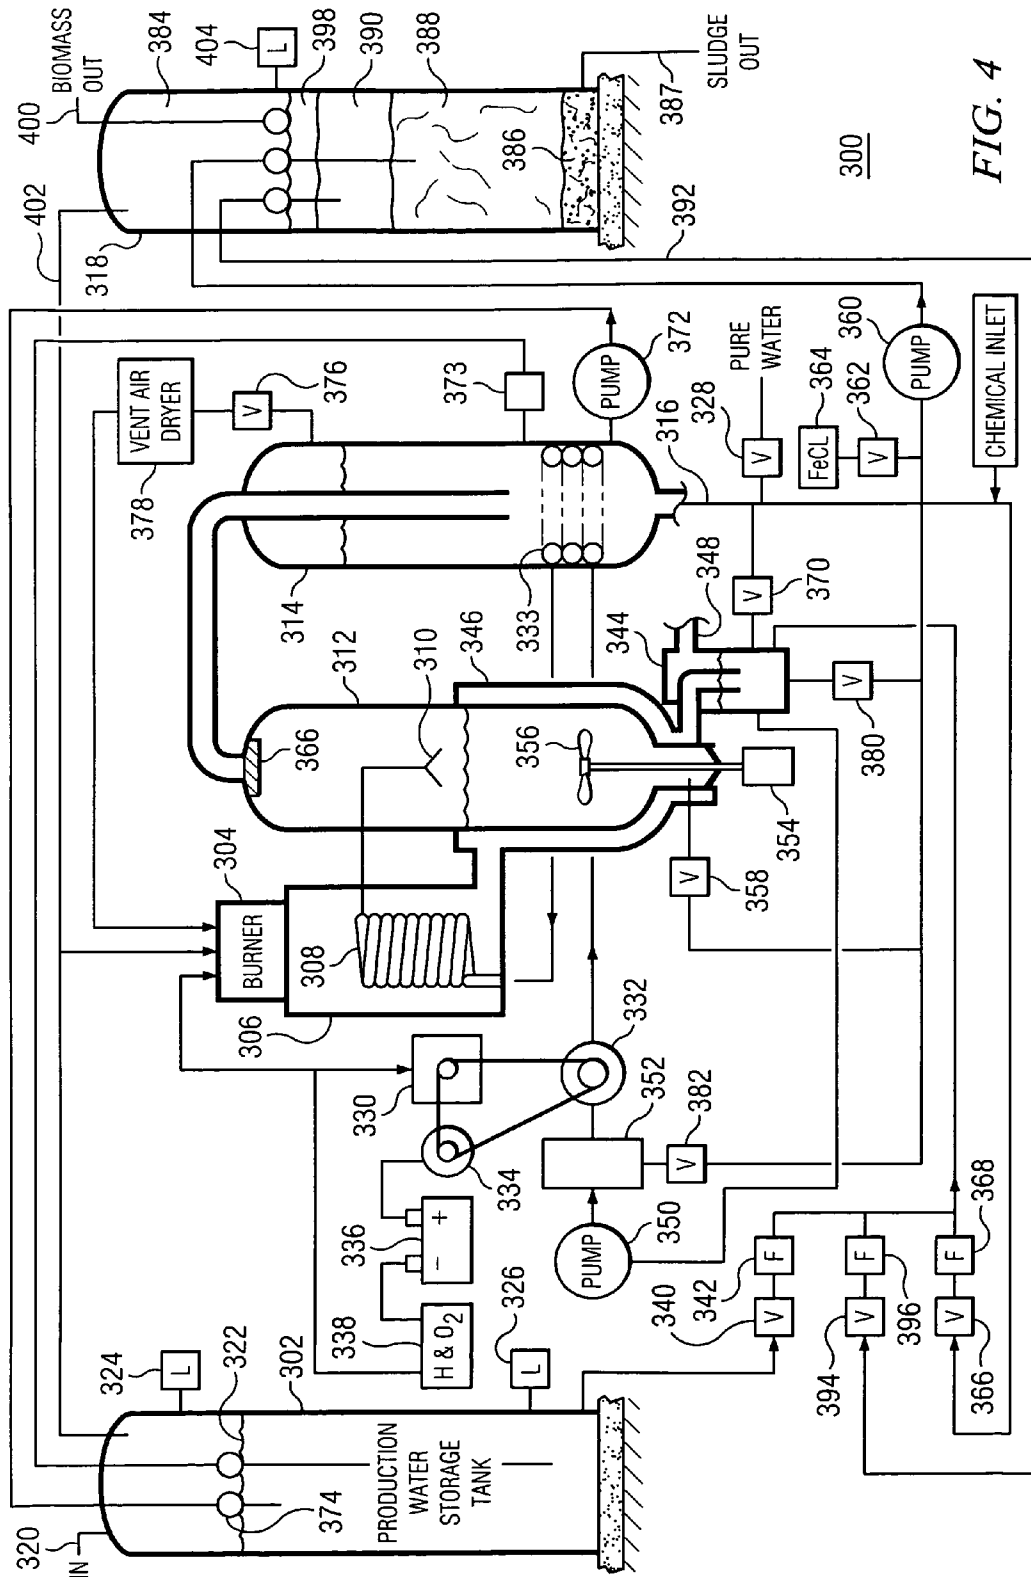 320
IN
324
L
322
302
374
PRODUCTION
WATER
STORAGE
TANK
326
L
338
H & O2
336
- +
334
330
306
304
BURNER
308
332
352
350
PUMP
382
V
340
V
342
F
394
V
396
F
366
V
368
F
366
312
310
346
356
354
358
V
344
348
380
V
370
V
314
333
316
378
VENT AIR
DRYER
376
V
373
372
PUMP
328
V
PURE
WATER
364
FeCL
362
V
360
PUMP
CHEMICAL INLET
402
318
400
BIOMASS
OUT
384
404
L
398
390
388
386
387
SLUDGE
OUT
392
300
FIG. 4